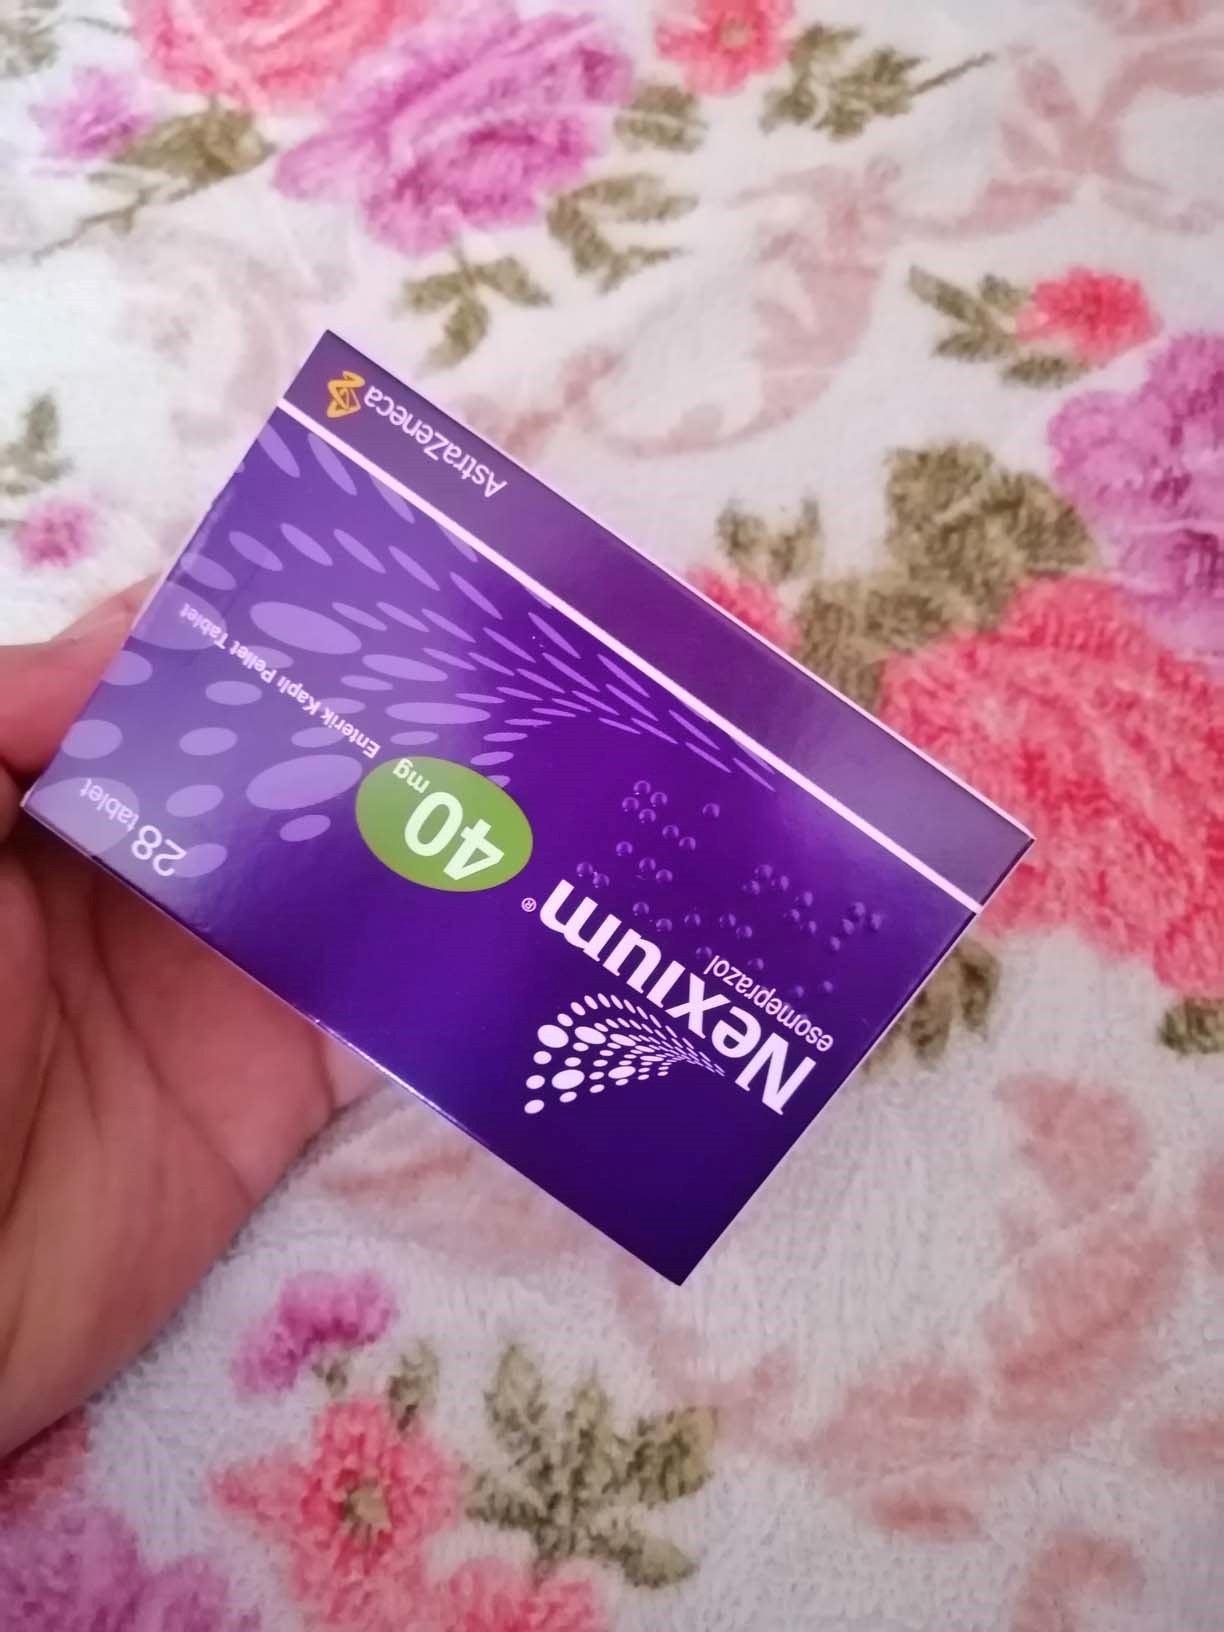 Nexium®
esomeprazol
40 mg
Enterik Kaplı Pellet Tablet
28 tablet
AstraZeneca